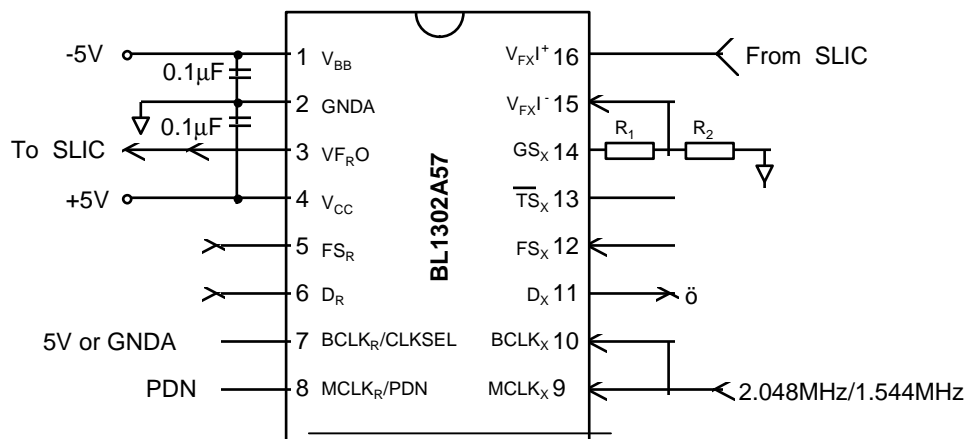 -5V
0.1μF
0.1μF
To SLIC
+5V
5V or GNDA
PDN
1 VBB
2 GNDA
3 VFRO
4 VCC
5 FSR
6 DR
7 BCLKR/CLKSEL
8 MCLKR/PDN
BL1302A57
VFXI+ 16
VFXI- 15
GSX 14
TSX 13
FSX 12
DX 11
BCLKX 10
MCLKX 9
From SLIC
R1
R2
ö
2.048MHz/1.544MHz